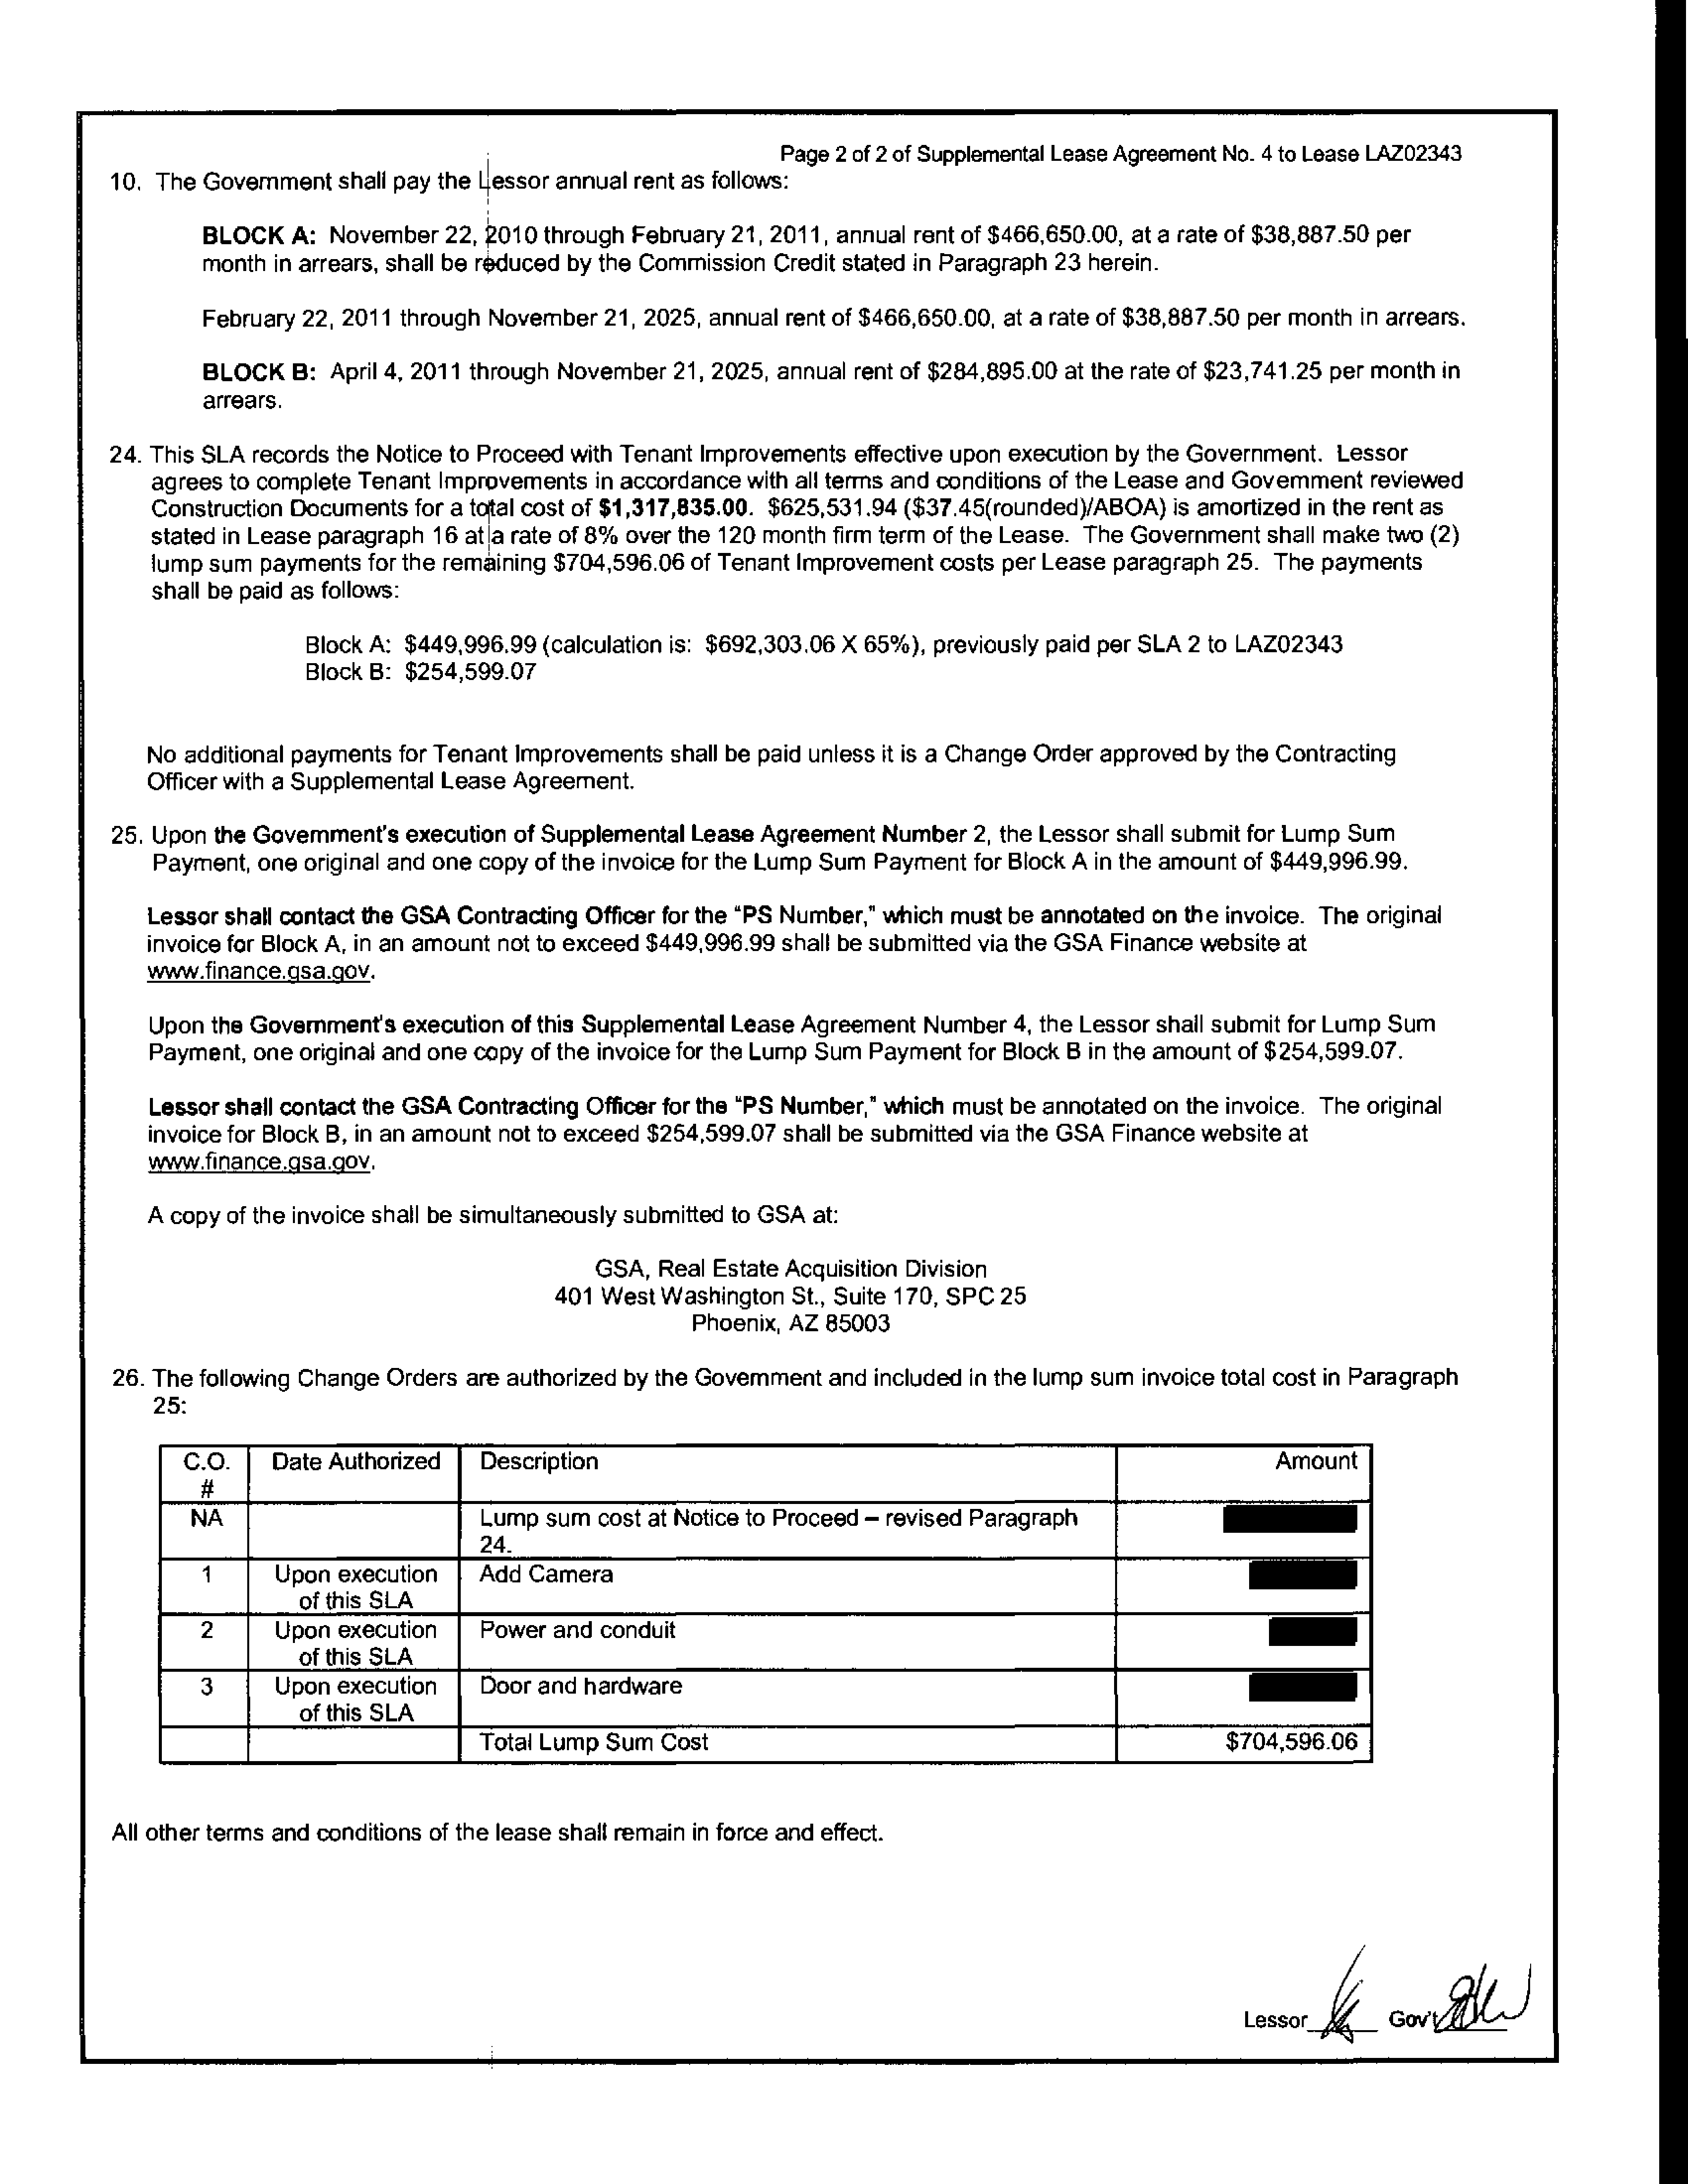 Page 2 of 2 of Supplemental Lease Agreement No. 4 to Lease LAZ02343
10. The Government shall pay the Lessor annual rent as follows:
BLOCK A: November 22, 2010 through February 21, 2011, annual rent of $466,650.00, at a rate of $38,887.50 per
month in arrears, shall be reduced by the Commission Credit stated in Paragraph 23 herein.
February 22, 2011 through November 21, 2025, annual rent of $466,650.00, at a rate of $38,887.50 per month in arrears.
BLOCK B: April 4, 2011 through November 21, 2025, annual rent of $284,895.00 at the rate of $23,741.25 per month in
arrears.
24. This SLA records the Notice to Proceed with Tenant Improvements effective upon execution by the Government. Lessor
agrees to complete Tenant Improvements in accordance with all terms and conditions of the Lease and Government reviewed
Construction Documents for a total cost of $1,317,835.00. $625,531.94 ($37.45(rounded)/ABOA) is amortized in the rent as
stated in Lease paragraph 16 at a rate of 8% over the 120 month firm term of the Lease. The Government shall make two (2)
lump sum payments for the remaining $704,596.06 of Tenant Improvement costs per Lease paragraph 25. The payments
shall be paid as follows:
Block A: $449,996.99 (calculation is: $692,303.06 X 65%), previously paid per SLA 2 to LAZ02343
Block B: $254,599.07
No additional payments for Tenant Improvements shall be paid unless it is a Change Order approved by the Contracting
Officer with a Supplemental Lease Agreement.
25. Upon the Government's execution of Supplemental Lease Agreement Number 2, the Lessor shall submit for Lump Sum
Payment, one original and one copy of the invoice for the Lump Sum Payment for Block A in the amount of $449,996.99.
Lessor shall contact the GSA Contracting Officer for the "PS Number," which must be annotated on the invoice. The original
invoice for Block A, in an amount not to exceed $449,996.99 shall be submitted via the GSA Finance website at
www.finance.gsa.gov.
Upon the Government's execution of this Supplemental Lease Agreement Number 4, the Lessor shall submit for Lump Sum
Payment, one original and one copy of the invoice for the Lump Sum Payment for Block B in the amount of $254,599.07.
Lessor shall contact the GSA Contracting Officer for the "PS Number," which must be annotated on the invoice. The original
invoice for Block B, in an amount not to exceed $254,599.07 shall be submitted via the GSA Finance website at
www.finance.gsa.gov.
A copy of the invoice shall be simultaneously submitted to GSA at:
GSA, Real Estate Acquisition Division
401 West Washington St., Suite 170, SPC 25
Phoenix, AZ 85003
26. The following Change Orders are authorized by the Government and included in the lump sum invoice total cost in Paragraph
25:
C.O. Date Authorized Description Amount
#
NA Lump sum cost at Notice to Proceed – revised Paragraph
24.
1 Upon execution Add Camera
of this SLA
2 Upon execution Power and conduit
of this SLA
3 Upon execution Door and hardware
of this SLA
Total Lump Sum Cost $704,596.06
All other terms and conditions of the lease shall remain in force and effect.
Lessor Gov't